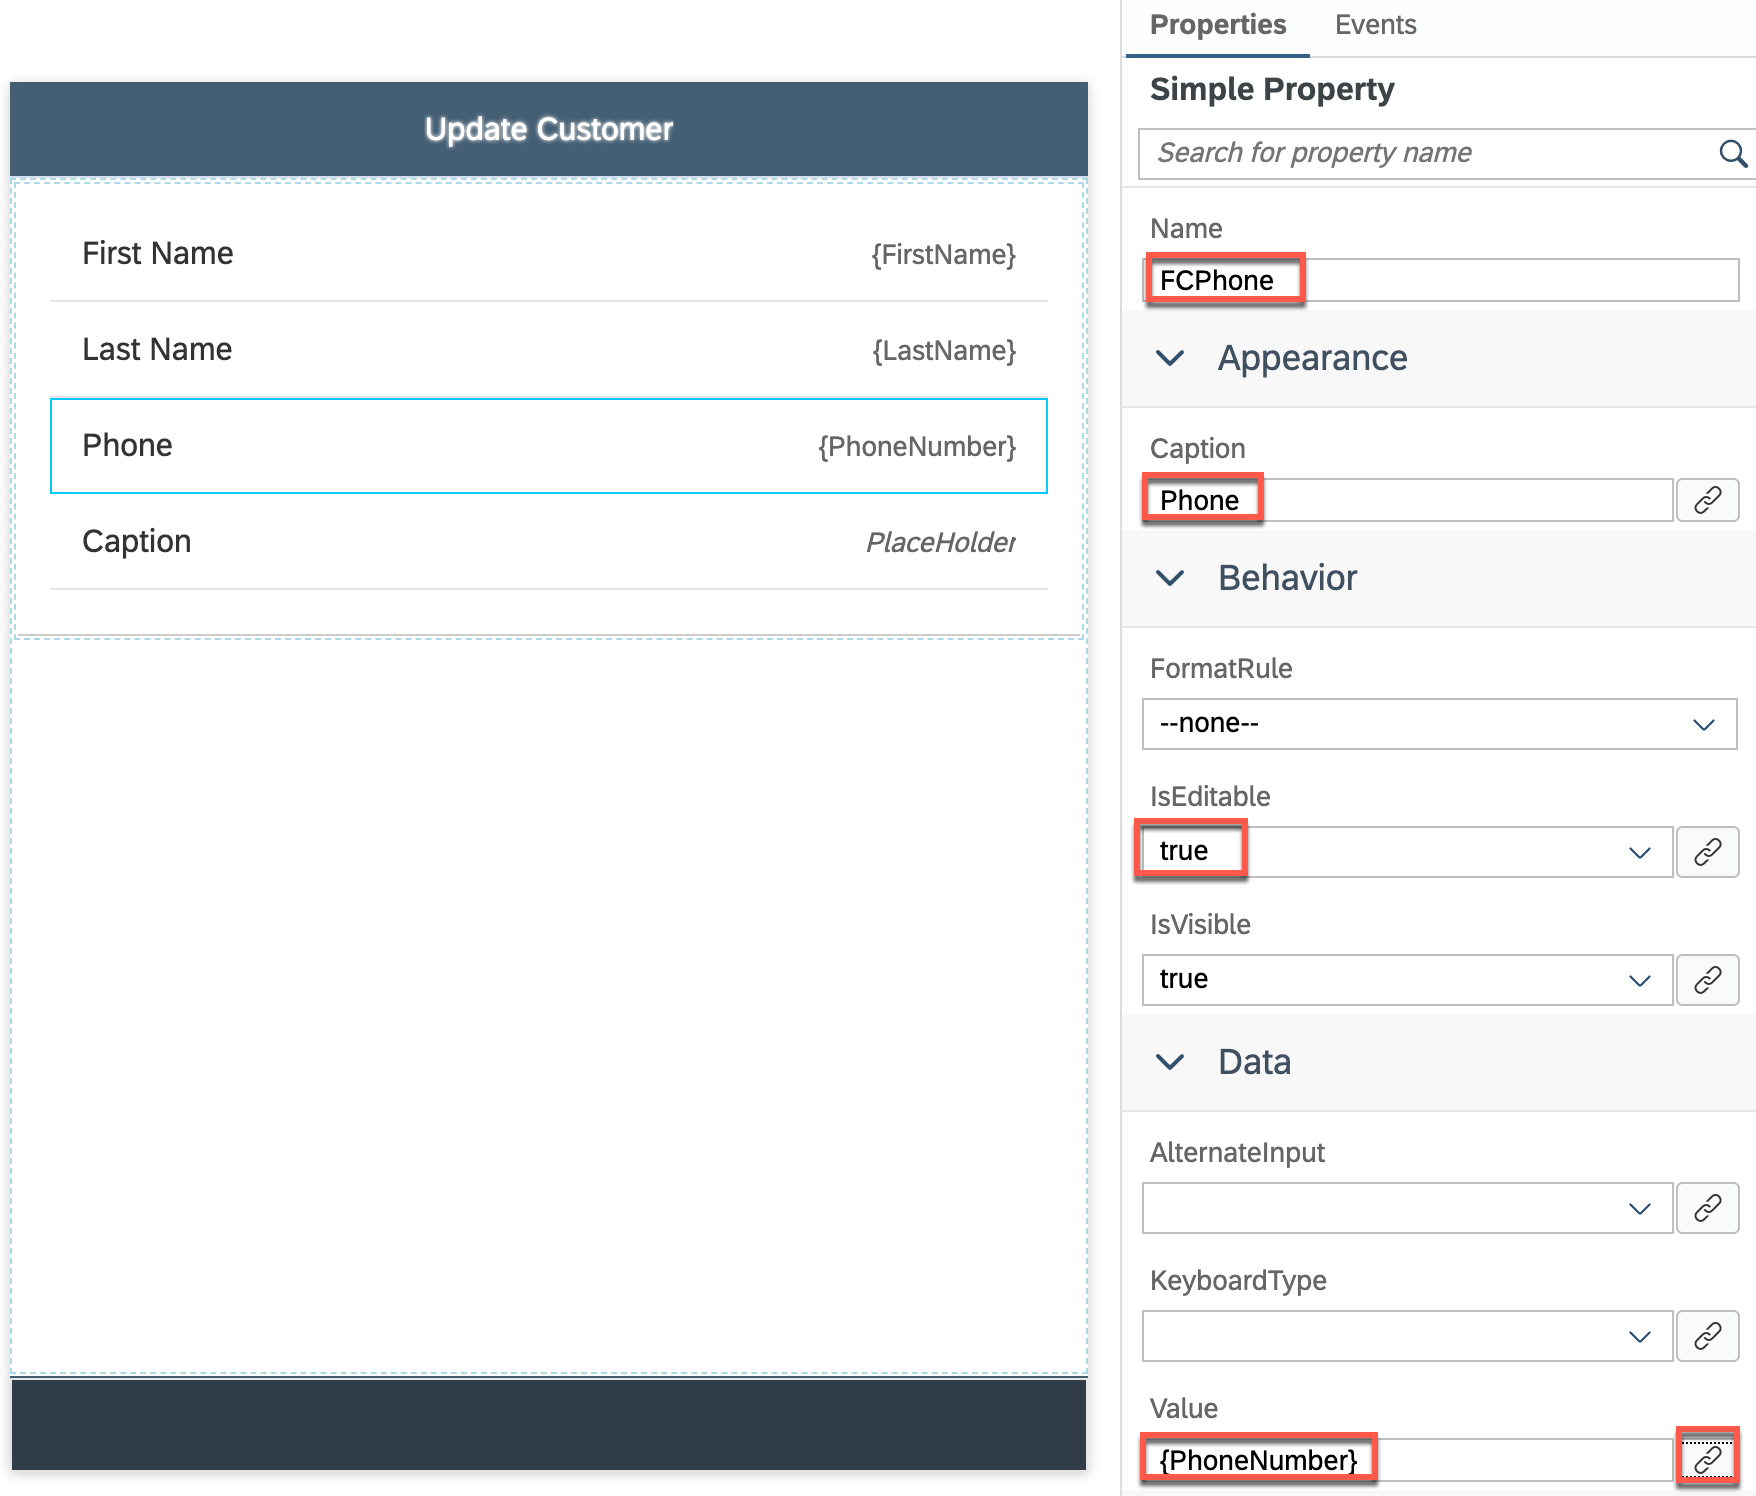 Update Customer
First Name {FirstName}
Last Name {LastName}
Phone {PhoneNumber}
Caption PlaceHolder
Properties Events
Simple Property
Search for property name
Name
FCPhone
Appearance
Caption
Phone
Behavior
FormatRule
--none--
IsEditable
true
IsVisible
true
Data
AlternateInput
KeyboardType
Value
{PhoneNumber}